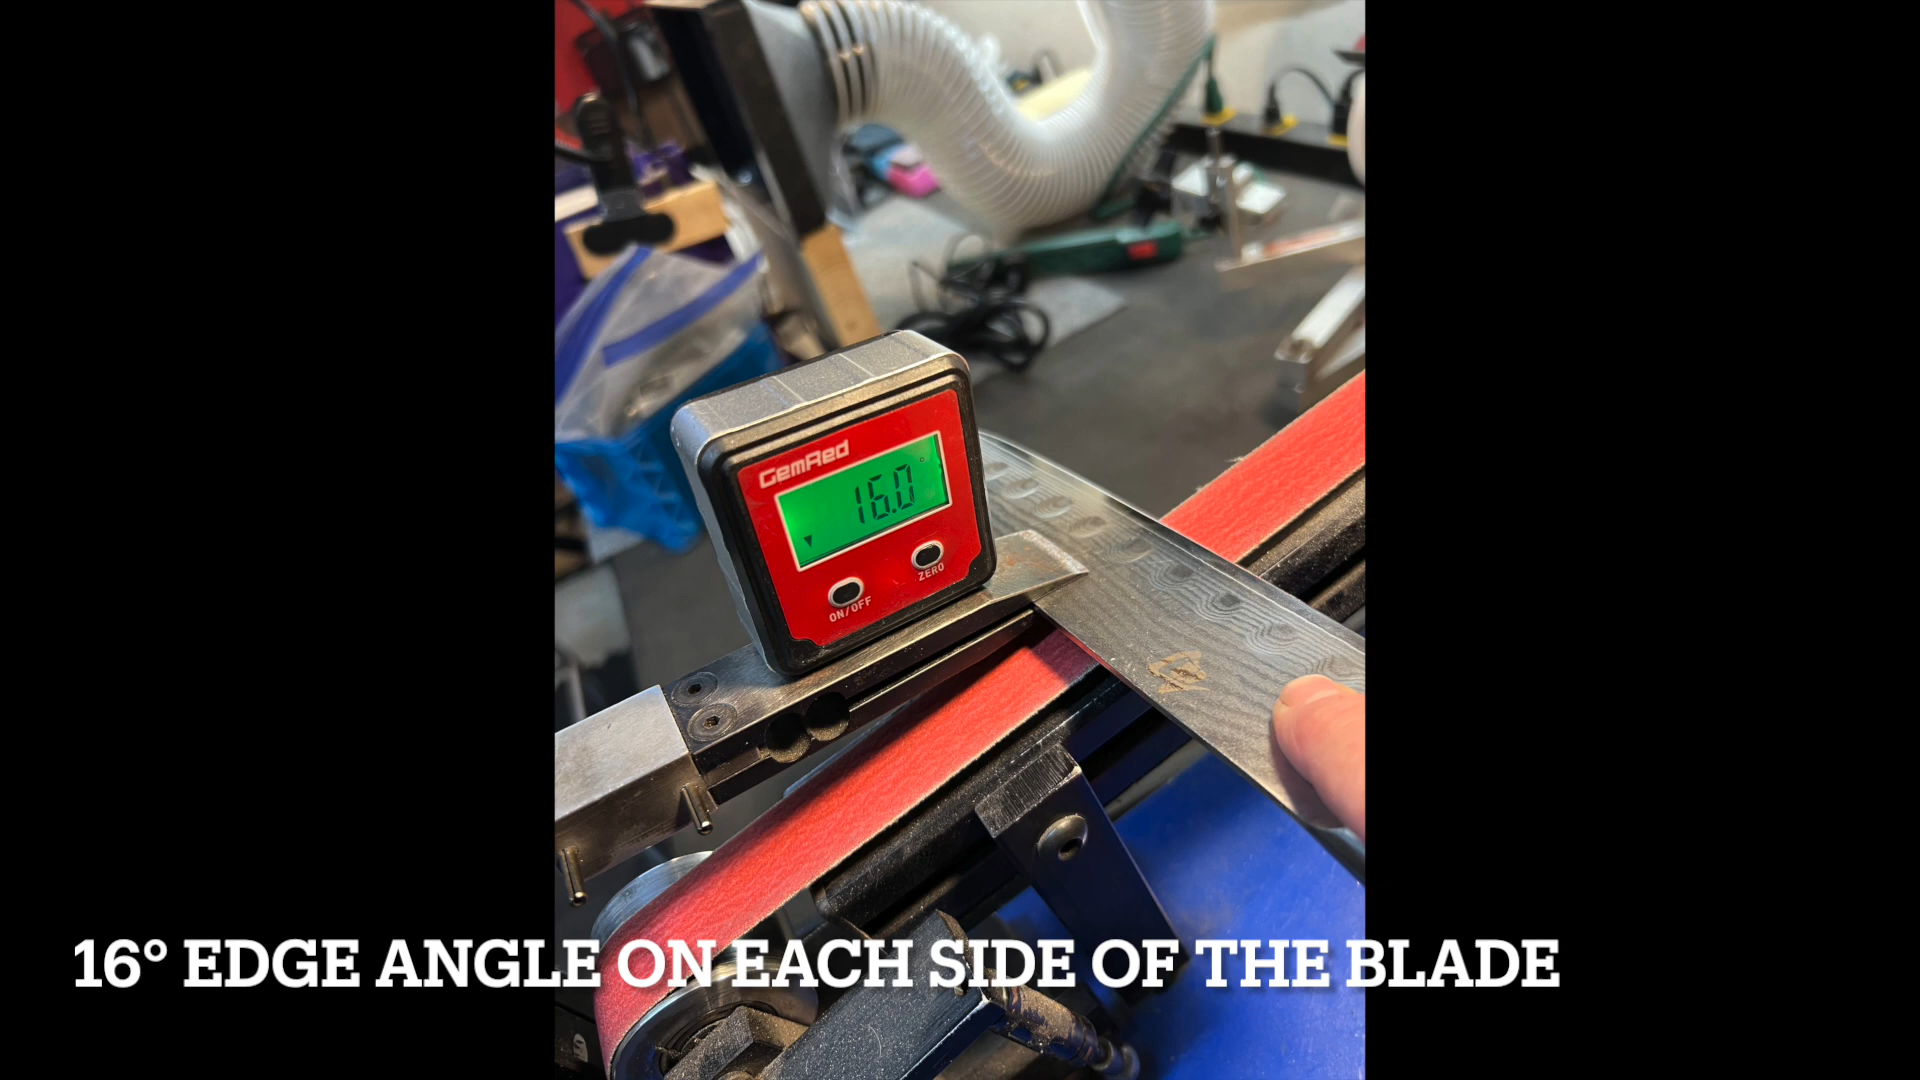 GemRed
16.0
ON/OFF
ZERO
16° EDGE ANGLE ON EACH SIDE OF THE BLADE